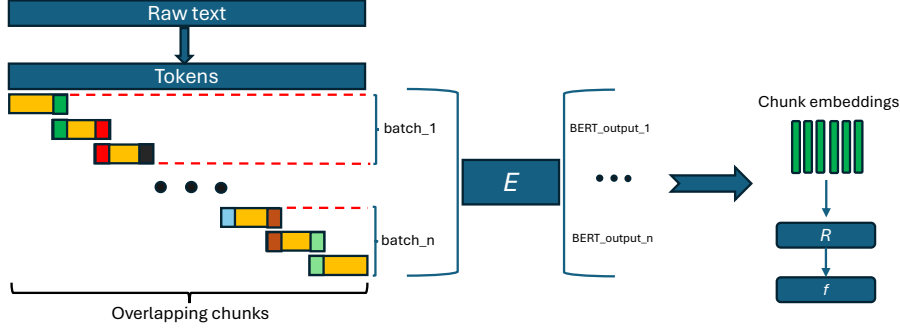 Raw text
Tokens
batch_1
batch_n
Overlapping chunks
E
BERT_output_1
BERT_output_n
Chunk embeddings
R
f